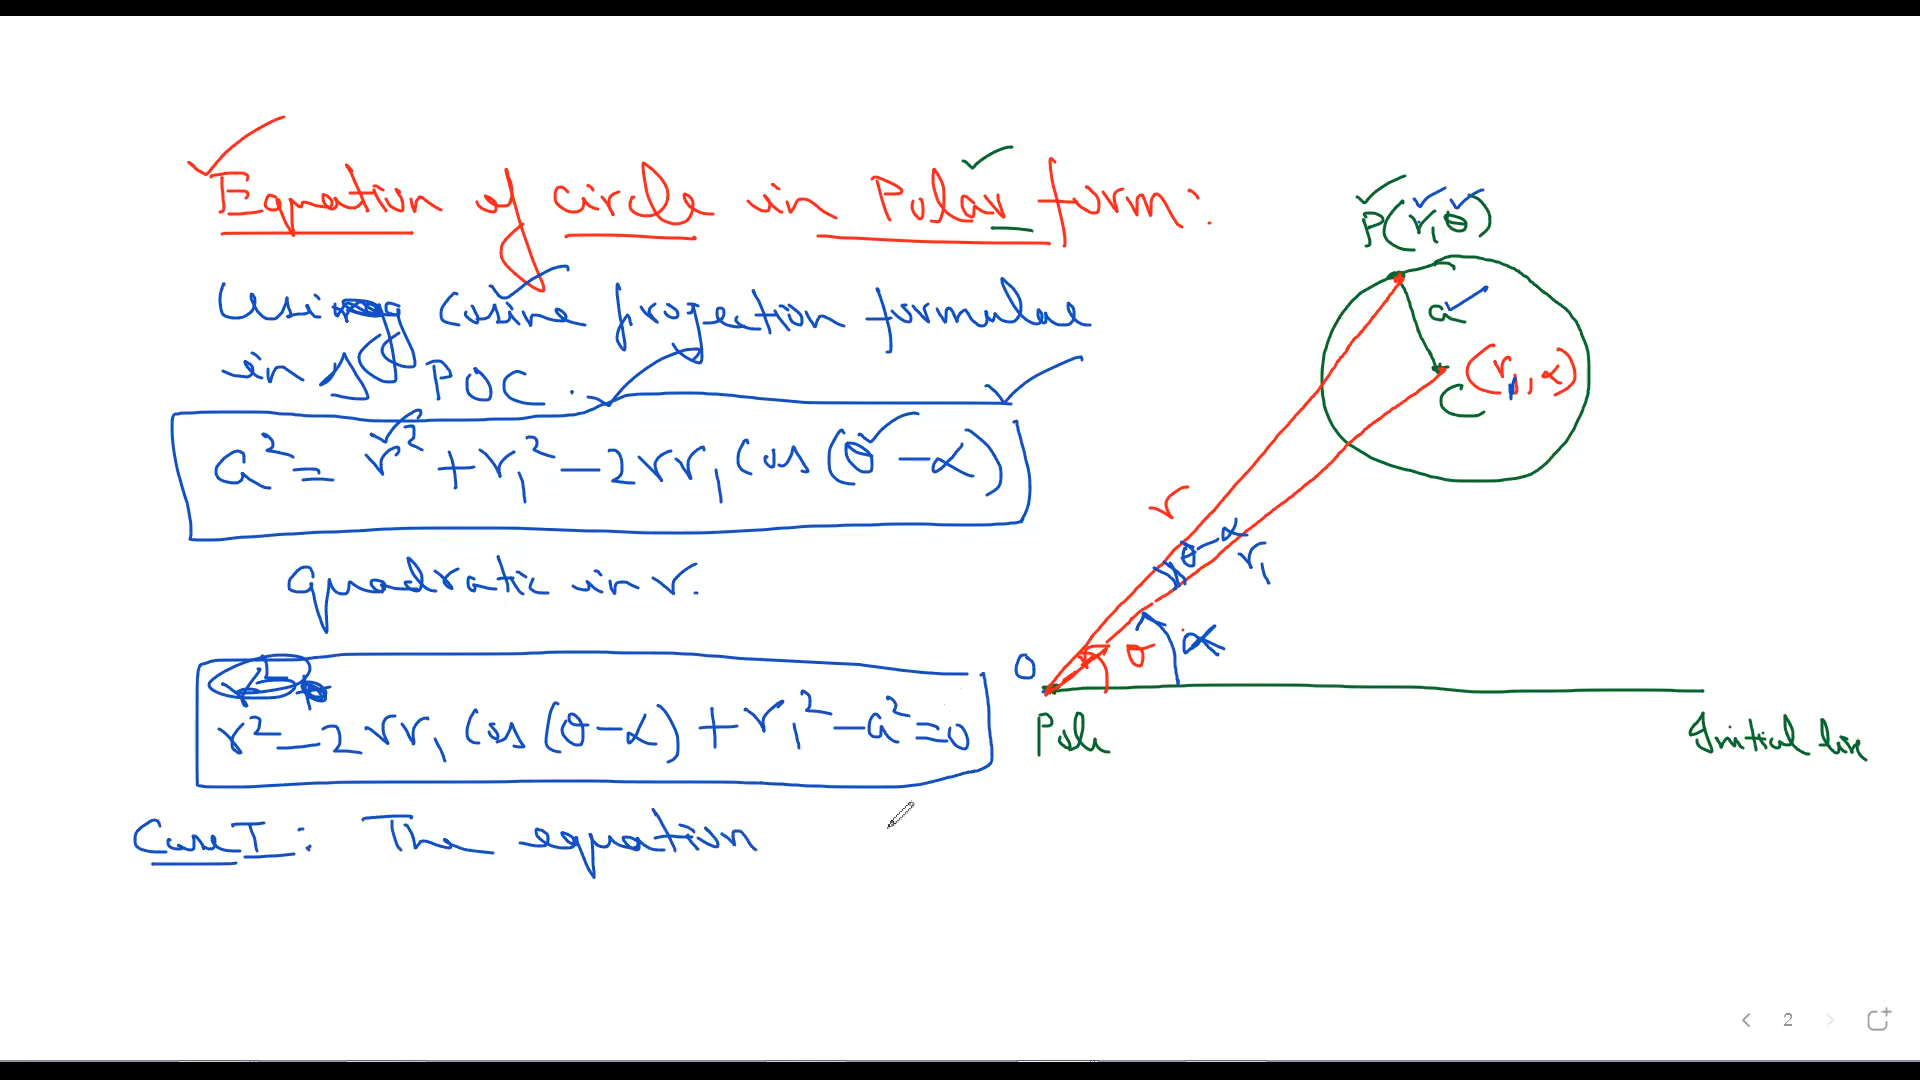 Equation of circle in Polar form:
Using cosine projection formulae
in Δ POC.
a² = r² + r₁² – 2rr₁ cos(θ – α)
quadratic in r.
r² – 2rr₁ cos(θ – α) + r₁² – a² = 0
Case I: The equation
P(r, θ)
a
C (r₁, α)
r
θ – α
r₁
O
θ
α
Pole
Initial line
2